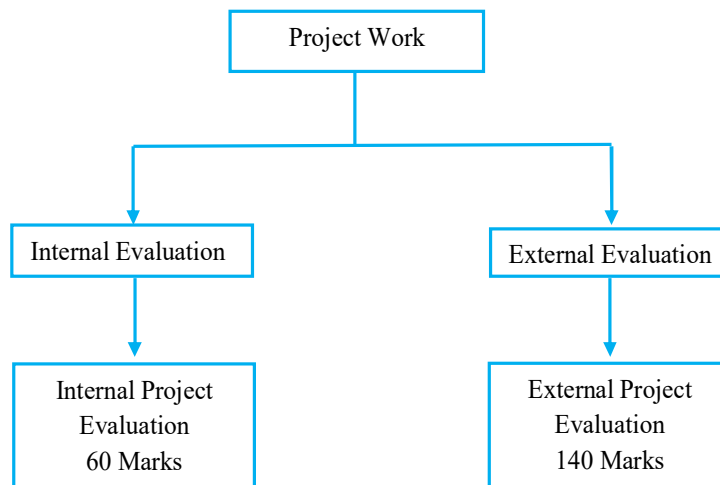 Project Work
Internal Evaluation
External Evaluation
Internal Project
Evaluation
60 Marks
External Project
Evaluation
140 Marks